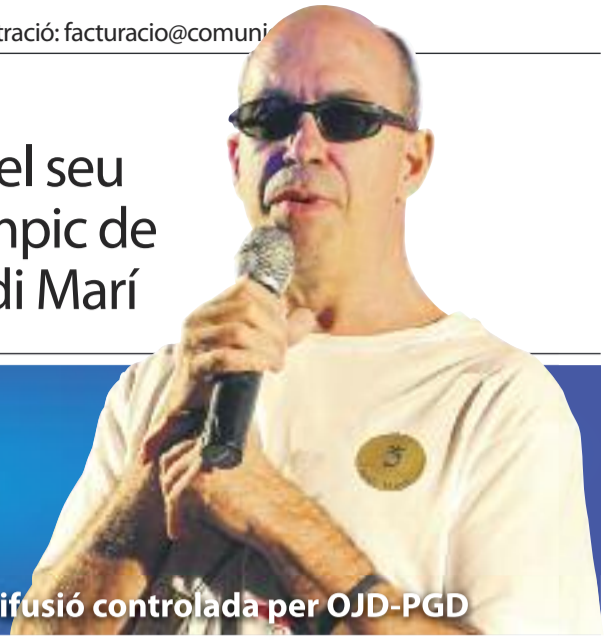 tració: facturacio@comuni
el seu
mpic de
di Marí
ifusió controlada per OJD-PGD